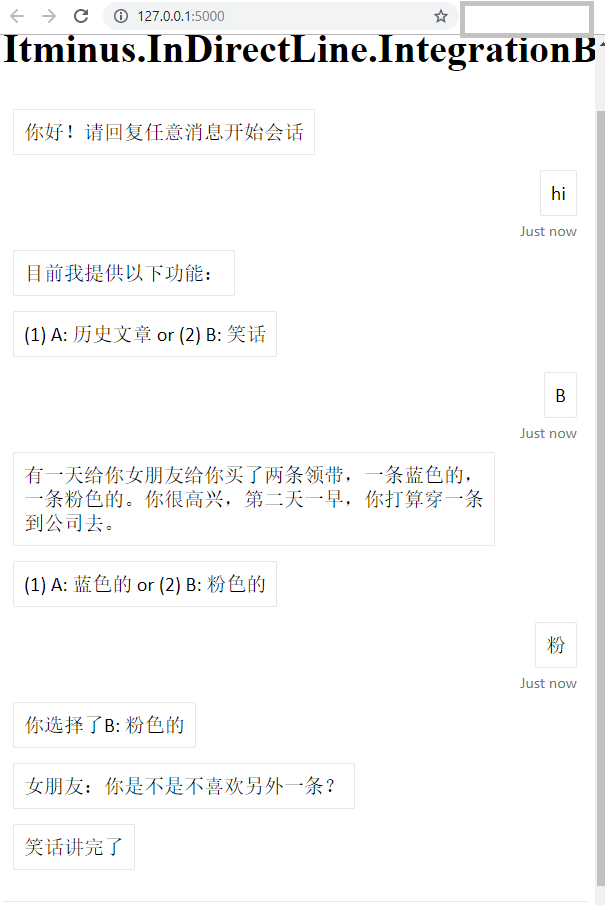 127.0.0.1:5000
Itminus.InDirectLine.IntegrationB
你好！请回复任意消息开始会话
hi
Just now
目前我提供以下功能：
(1) A: 历史文章 or (2) B: 笑话
B
Just now
有一天给你女朋友给你买了两条领带，一条蓝色的，
一条粉色的。你很高兴，第二天一早，你打算穿一条
到公司去。
(1) A: 蓝色的 or (2) B: 粉色的
粉
Just now
你选择了B: 粉色的
女朋友：你是不是不喜欢另外一条？
笑话讲完了